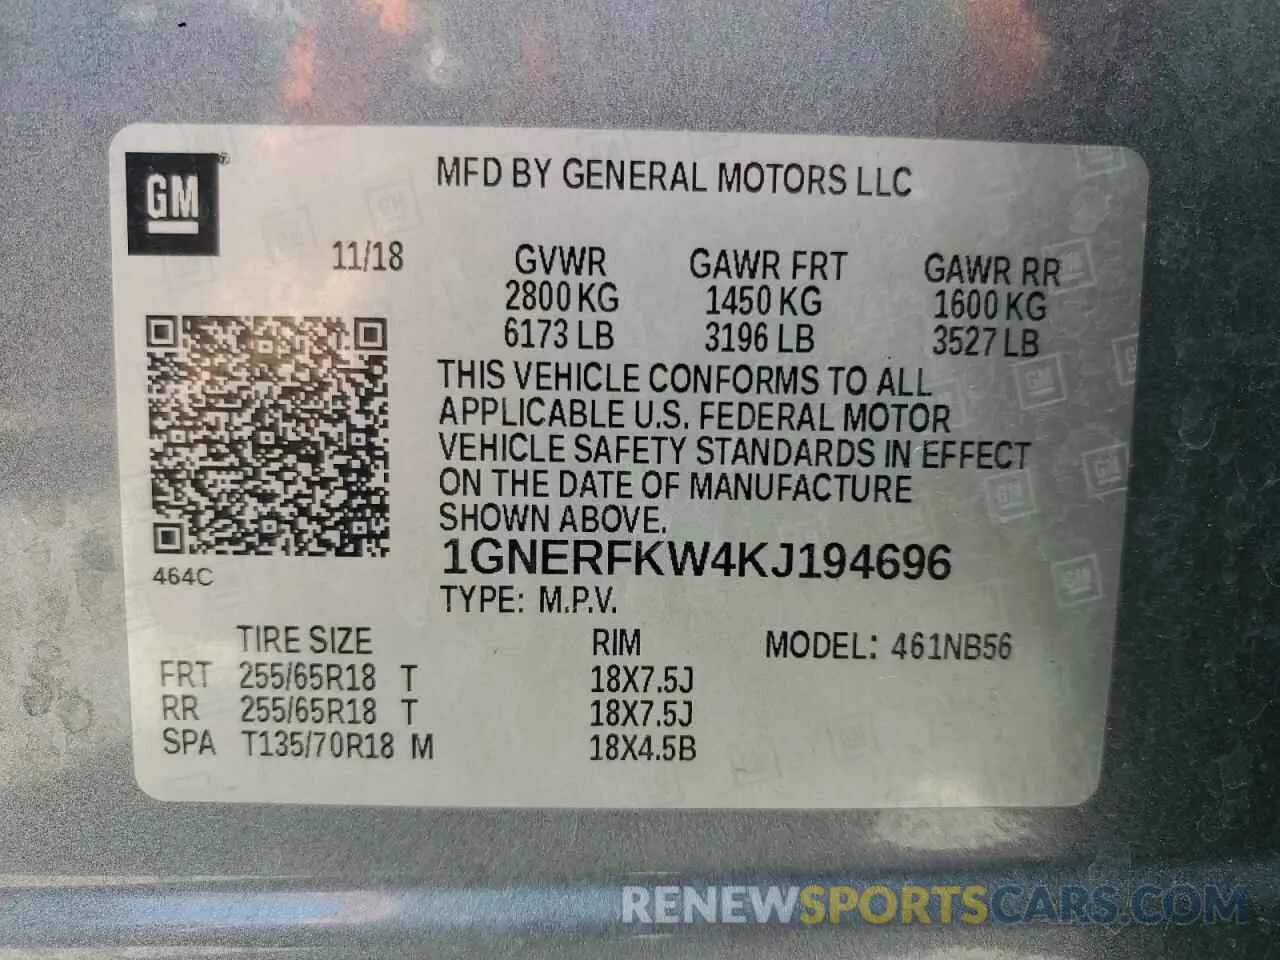 GM
MFD BY GENERAL MOTORS LLC
11/18
GVWR GAWR FRT GAWR RR
2800 KG 1450 KG 1600 KG
6173 LB 3196 LB 3527 LB
THIS VEHICLE CONFORMS TO ALL
APPLICABLE U.S. FEDERAL MOTOR
VEHICLE SAFETY STANDARDS IN EFFECT
ON THE DATE OF MANUFACTURE
SHOWN ABOVE.
1GNERFKW4KJ194696
464C
TYPE: M.P.V.
TIRE SIZE RIM MODEL: 461NB56
FRT 255/65R18 T 18X7.5J
RR 255/65R18 T 18X7.5J
SPA T135/70R18 M 18X4.5B
RENEWSPORTSCARS.COM